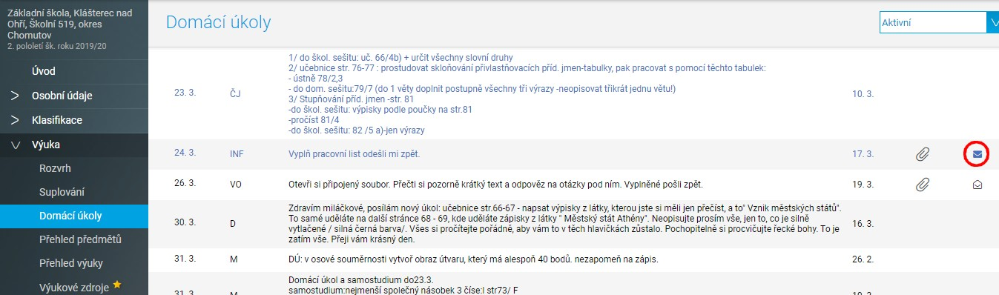 Základní škola, Klášterec nad
Ohří, Školní 519, okres
Chomutov
2. pololetí šk. roku 2019/20
Úvod
Osobní údaje
Klasifikace
Výuka
Rozvrh
Suplování
Domácí úkoly
Přehled předmětů
Přehled výuky
Výukové zdroje
Domácí úkoly
Aktivní
1/ do škol. sešitu: uč. 66/4b) + určit všechny slovní druhy
2/ učebnice str. 76-77 : prostudovat skloňování přivlastňovacích příd. jmen-tabulky, pak pracovat s pomocí těchto tabulek:
- ústně 78/2,3
23. 3. ČJ - do dom. sešitu:79/7 (do 1 věty doplnit postupně všechny tři výrazy -neopisovat třikrát jednu větu!) 10. 3.
3/ Stupňování příd. jmen -str. 81
-do škol. sešitu: výpisky podle poučky na str.81
-pročíst 81/4
-do škol. sešitu: 82 /5 a)-jen výrazy
24. 3. INF Vyplň pracovní list odešli mi zpět. 17. 3.
26. 3. VO Otevři si připojený soubor. Přečti si pozorně krátký text a odpověz na otázky pod ním. Vyplněné pošli zpět. 19. 3.
Zdravím miláčkové, posílám nový úkol: učebnice str.66-67 - napsat výpisky z látky, kterou jste si měli jen přečíst, a to" Vznik městských států".
30. 3. D To samé uděláte na další stránce 68 - 69, kde uděláte zápisky z látky " Městský stát Athény". Neopisujte prosím vše, jen to, co je silně 16. 3.
vytlačené / silná černá barva/. Všes si pročítejte pořádně, aby vám to v těch hlavičkách zůstalo. Pochopitelně si procvičujte řecké bohy. To je
zatím vše. Přeji vám krásný den.
31. 3. M DÚ: v osové souměrnosti vytvoř obraz útvaru, který má alespoň 40 bodů. nezapomeň na zápis. 26. 2.
Domácí úkol a samostudium do23.3.
samostudium:nejmenší společný násobek 3 číse:l str73/ F
31. 3. M